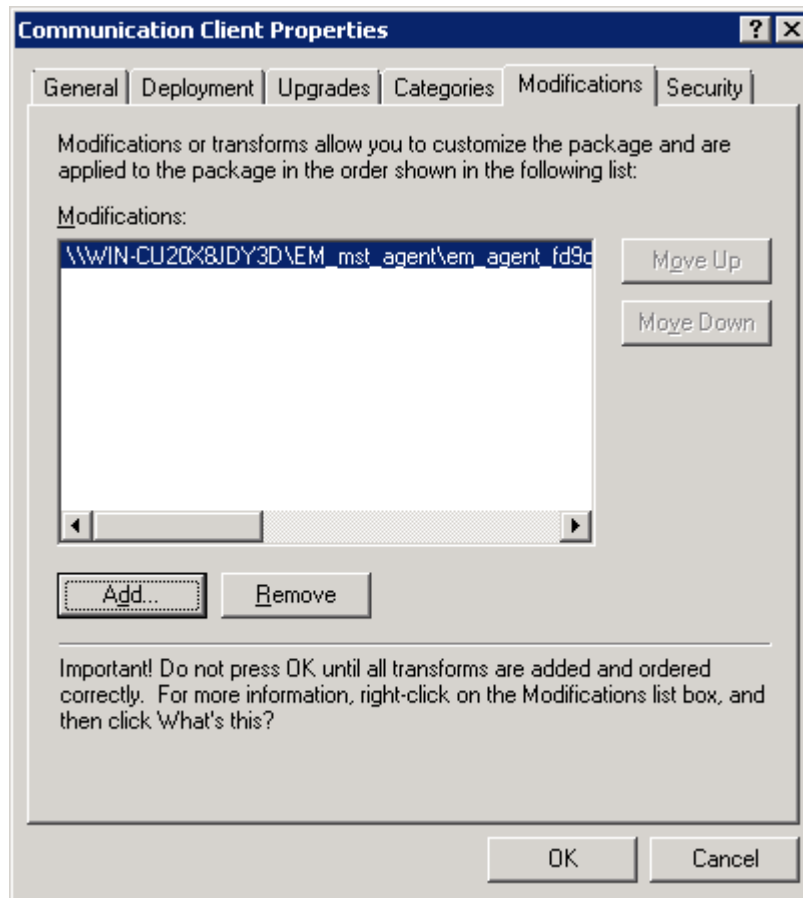 Communication Client Properties
General Deployment Upgrades Categories Modifications Security
Modifications or transforms allow you to customize the package and are
applied to the package in the order shown in the following list:
Modifications:
\\WIN-CU20X8JDY3D\EM_mst_agent\em_agent_fd9c
Move Up
Move Down
Add... Remove
Important! Do not press OK until all transforms are added and ordered
correctly. For more information, right-click on the Modifications list box, and
then click What's this?
OK Cancel